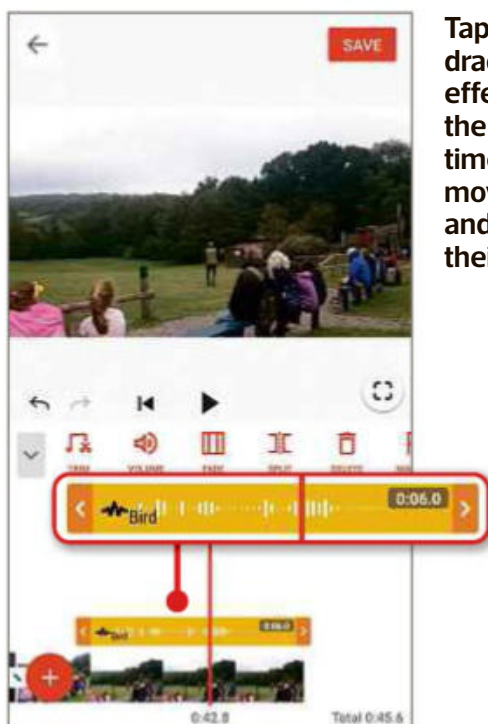 SAVE
Tap
drag
effe
the
time
mov
and
thei
TRIM VOLUME FADE SPLIT DELETE
Bird 0:06.0
Bird 0:06.0
0:42.8 Total 0:45.6